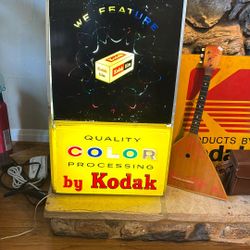 WE FEATURE
QUALITY
COLOR
PROCESSING
by Kodak
PRODUCTS BY